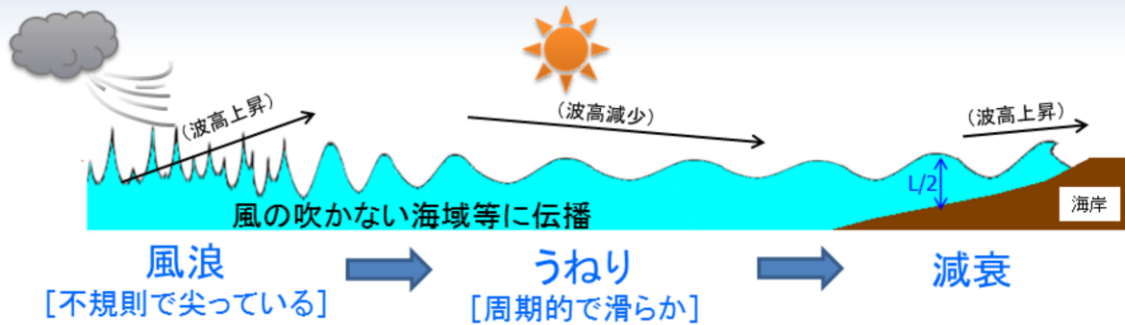 (波高上昇)
(波高減少)
(波高上昇)
L/2
海岸
風の吹かない海域等に伝播
風浪
[不規則で尖っている]
うねり
[周期的で滑らか]
減衰